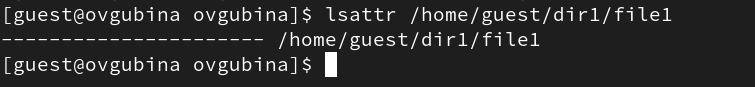 [guest@ovgubina ovgubina]$ lsattr /home/guest/dir1/file1
---------------------- /home/guest/dir1/file1
[guest@ovgubina ovgubina]$